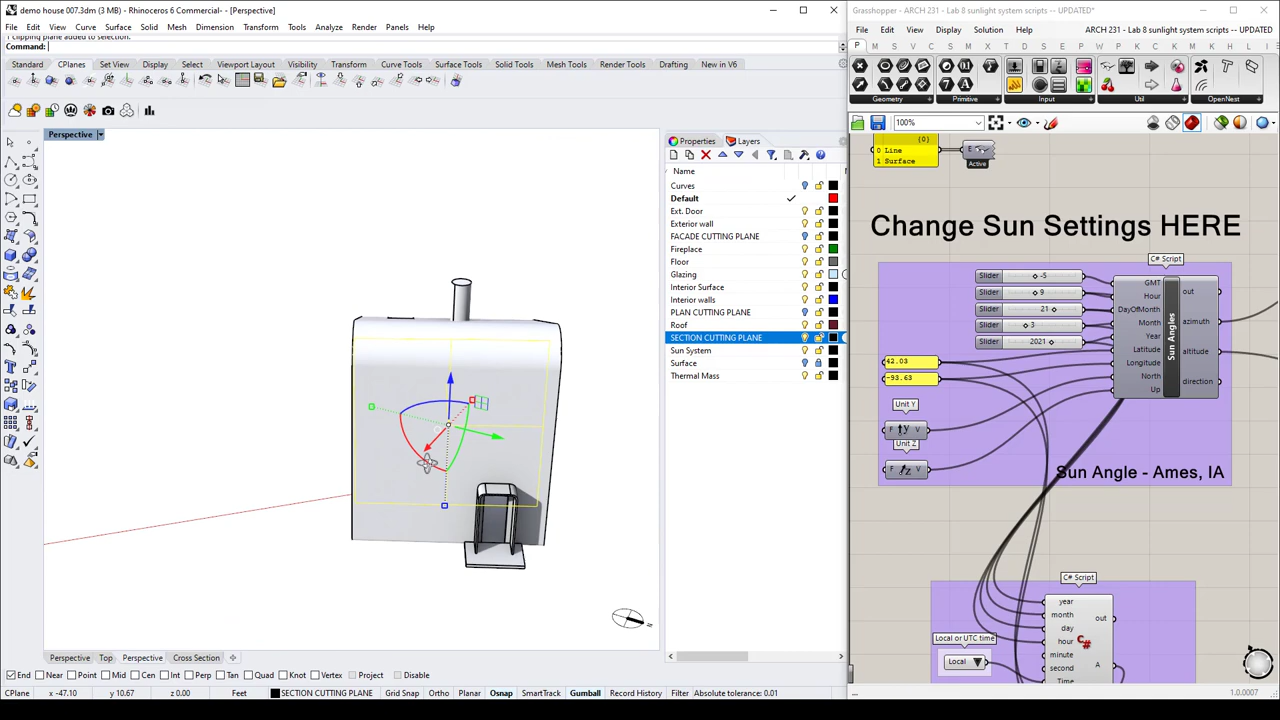 demo house 007.3dm (3 MB) - Rhinoceros 6 Commercial- - [Perspective]
File Edit View Curve Surface Solid Mesh Dimension Transform Tools Analyze Render Panels Help
1 clipping plane added to selection.
Command:
Standard CPlanes Set View Display Select Viewport Layout Visibility Transform Curve Tools Surface Tools Solid Tools Mesh Tools Render Tools Drafting New in V6
Perspective
Properties Layers
Name
Curves
Default
Ext. Door
Exterior wall
FACADE CUTTING PLANE
Fireplace
Floor
Glazing
Interior Surface
Interior walls
PLAN CUTTING PLANE
Roof
SECTION CUTTING PLANE
Sun System
Surface
Thermal Mass
Perspective Top Perspective Cross Section
End Near Point Mid Cen Int Perp Tan Quad Knot Vertex Project Disable
CPlane x -47.10 y 10.67 z 0.00 Feet SECTION CUTTING PLANE Grid Snap Ortho Planar Osnap SmartTrack Gumball Record History Filter Absolute tolerance: 0.01
Grasshopper - ARCH 231 - Lab 8 sunlight system scripts -- UPDATED*
File Edit View Display Solution Help ARCH 231 - Lab 8 sunlight system scripts -- UPDATED*
Geometry Primitive Input Util OpenNest
100%
{0}
0 Line
1 Surface
E
Active
Change Sun Settings HERE
C# Script
Slider -5
Slider 9
Slider 21
Slider 3
Slider 2021
42.03
-93.63
Unit Y
F y V
Unit Z
F z V
GMT
Hour
DayOfMonth
Month
Year
Latitude
Longitude
North
Up
Sun Angles
out
azimuth
altitude
direction
Sun Angle - Ames, IA
C# Script
Local or UTC time
Local
year
month
day
hour
minute
second
Time
C#
out
A
1.0.0007